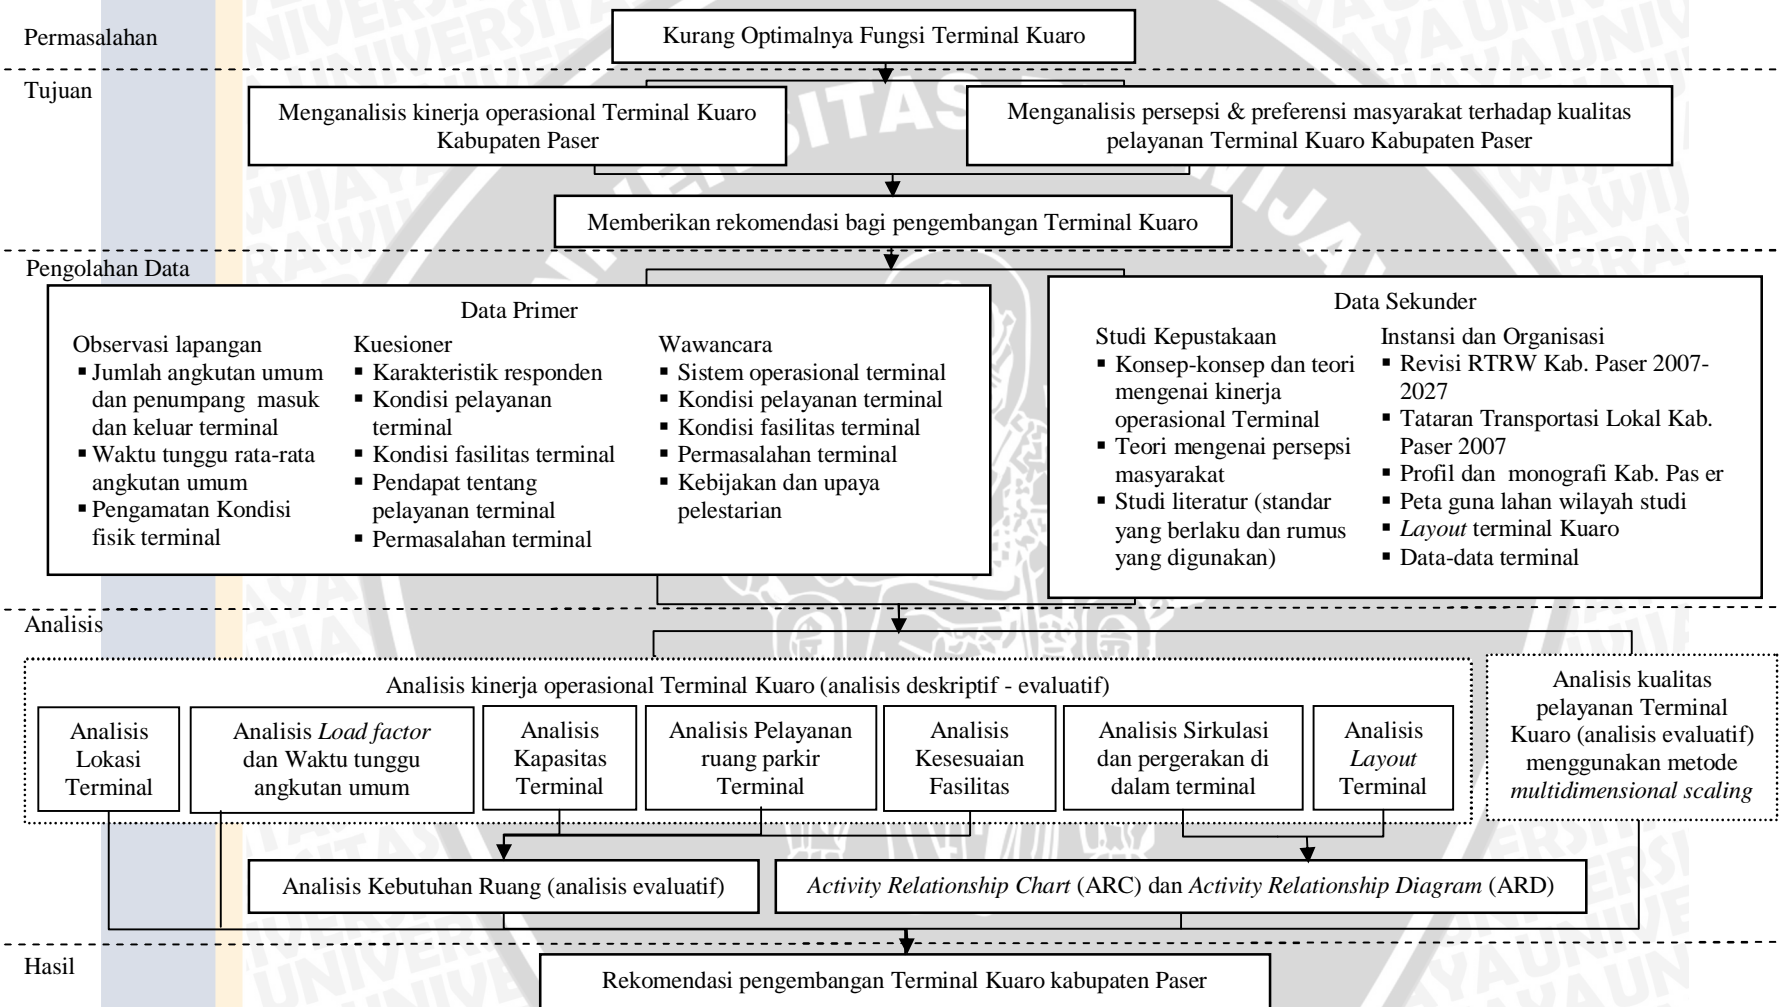 Permasalahan
Kurang Optimalnya Fungsi Terminal Kuaro
Tujuan
Menganalisis kinerja operasional Terminal Kuaro
Kabupaten Paser
Menganalisis persepsi & preferensi masyarakat terhadap kualitas
pelayanan Terminal Kuaro Kabupaten Paser
Memberikan rekomendasi bagi pengembangan Terminal Kuaro
Pengolahan Data
Data Primer
Observasi lapangan
▪ Jumlah angkutan umum
dan penumpang masuk
dan keluar terminal
▪ Waktu tunggu rata-rata
angkutan umum
▪ Pengamatan Kondisi
fisik terminal
Kuesioner
▪ Karakteristik responden
▪ Kondisi pelayanan
terminal
▪ Kondisi fasilitas terminal
▪ Pendapat tentang
pelayanan terminal
▪ Permasalahan terminal
Wawancara
▪ Sistem operasional terminal
▪ Kondisi pelayanan terminal
▪ Kondisi fasilitas terminal
▪ Permasalahan terminal
▪ Kebijakan dan upaya
pelestarian
Data Sekunder
Studi Kepustakaan
▪ Konsep-konsep dan teori
mengenai kinerja
operasional Terminal
▪ Teori mengenai persepsi
masyarakat
▪ Studi literatur (standar
yang berlaku dan rumus
yang digunakan)
Instansi dan Organisasi
▪ Revisi RTRW Kab. Paser 2007-
2027
▪ Tataran Transportasi Lokal Kab.
Paser 2007
▪ Profil dan monografi Kab. Pas er
▪ Peta guna lahan wilayah studi
▪ Layout terminal Kuaro
▪ Data-data terminal
Analisis
Analisis kinerja operasional Terminal Kuaro (analisis deskriptif - evaluatif)
Analisis
Lokasi
Terminal
Analisis Load factor
dan Waktu tunggu
angkutan umum
Analisis
Kapasitas
Terminal
Analisis Pelayanan
ruang parkir
Terminal
Analisis
Kesesuaian
Fasilitas
Analisis Sirkulasi
dan pergerakan di
dalam terminal
Analisis
Layout
Terminal
Analisis kualitas
pelayanan Terminal
Kuaro (analisis evaluatif)
menggunakan metode
multidimensional scaling
Analisis Kebutuhan Ruang (analisis evaluatif)
Activity Relationship Chart (ARC) dan Activity Relationship Diagram (ARD)
Hasil
Rekomendasi pengembangan Terminal Kuaro kabupaten Paser